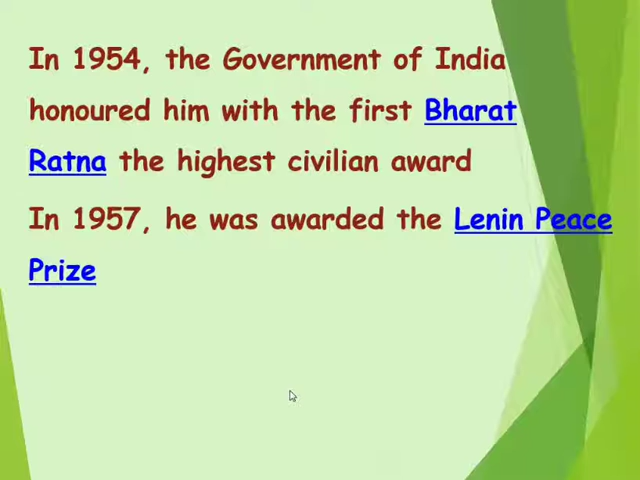 In 1954, the Government of India
honoured him with the first Bharat
Ratna the highest civilian award
In 1957, he was awarded the Lenin Peace
Prize